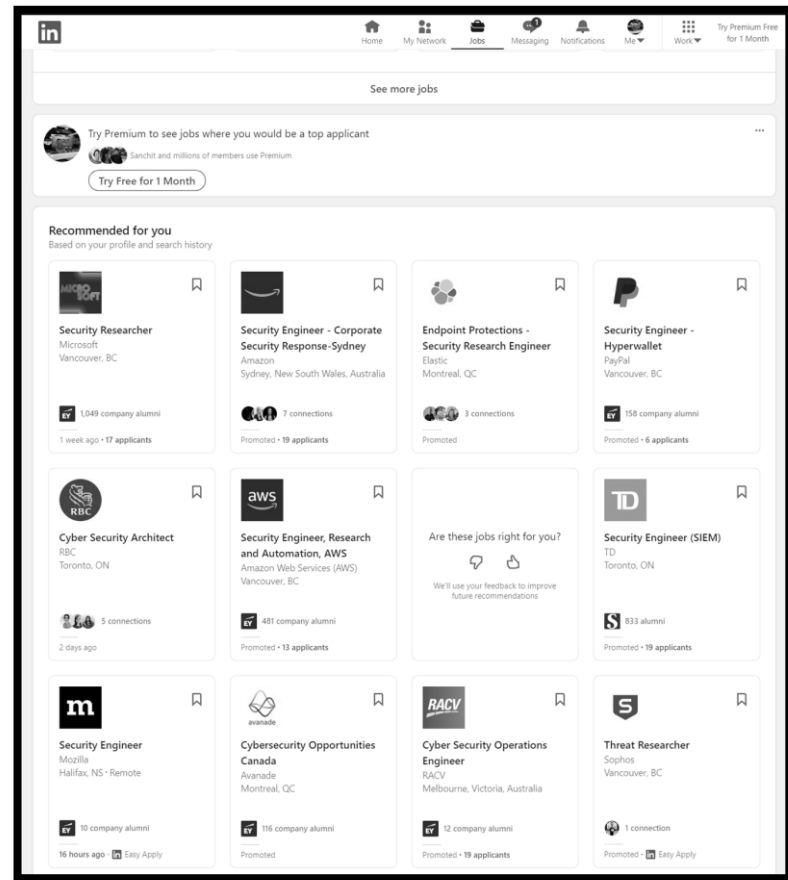 in
Home
My Network
Jobs
1
Messaging
Notifications
Me
Work
Try Premium Free
for 1 Month
See more jobs
Try Premium to see jobs where you would be a top applicant
...
Sanchit and millions of members use Premium
Try Free for 1 Month
Recommended for you
Based on your profile and search history
MICROSOFT
Security Researcher
Microsoft
Vancouver, BC
EY 1,049 company alumni
1 week ago • 17 applicants
Security Engineer - Corporate
Security Response-Sydney
Amazon
Sydney, New South Wales, Australia
7 connections
Promoted • 19 applicants
Endpoint Protections -
Security Research Engineer
Elastic
Montreal, QC
3 connections
Promoted
P
Security Engineer -
Hyperwallet
PayPal
Vancouver, BC
EY 158 company alumni
Promoted • 6 applicants
RBC
Cyber Security Architect
RBC
Toronto, ON
5 connections
2 days ago
aws
Security Engineer, Research
and Automation, AWS
Amazon Web Services (AWS)
Vancouver, BC
EY 481 company alumni
Promoted • 13 applicants
Are these jobs right for you?
We'll use your feedback to improve
future recommendations
TD
Security Engineer (SIEM)
TD
Toronto, ON
S 833 alumni
Promoted • 19 applicants
m
Security Engineer
Mozilla
Halifax, NS · Remote
EY 10 company alumni
16 hours ago · in Easy Apply
avanade
Cybersecurity Opportunities
Canada
Avanade
Montreal, QC
EY 116 company alumni
Promoted
RACV
Cyber Security Operations
Engineer
RACV
Melbourne, Victoria, Australia
EY 12 company alumni
Promoted • 19 applicants
S
Threat Researcher
Sophos
Vancouver, BC
1 connection
Promoted · in Easy Apply